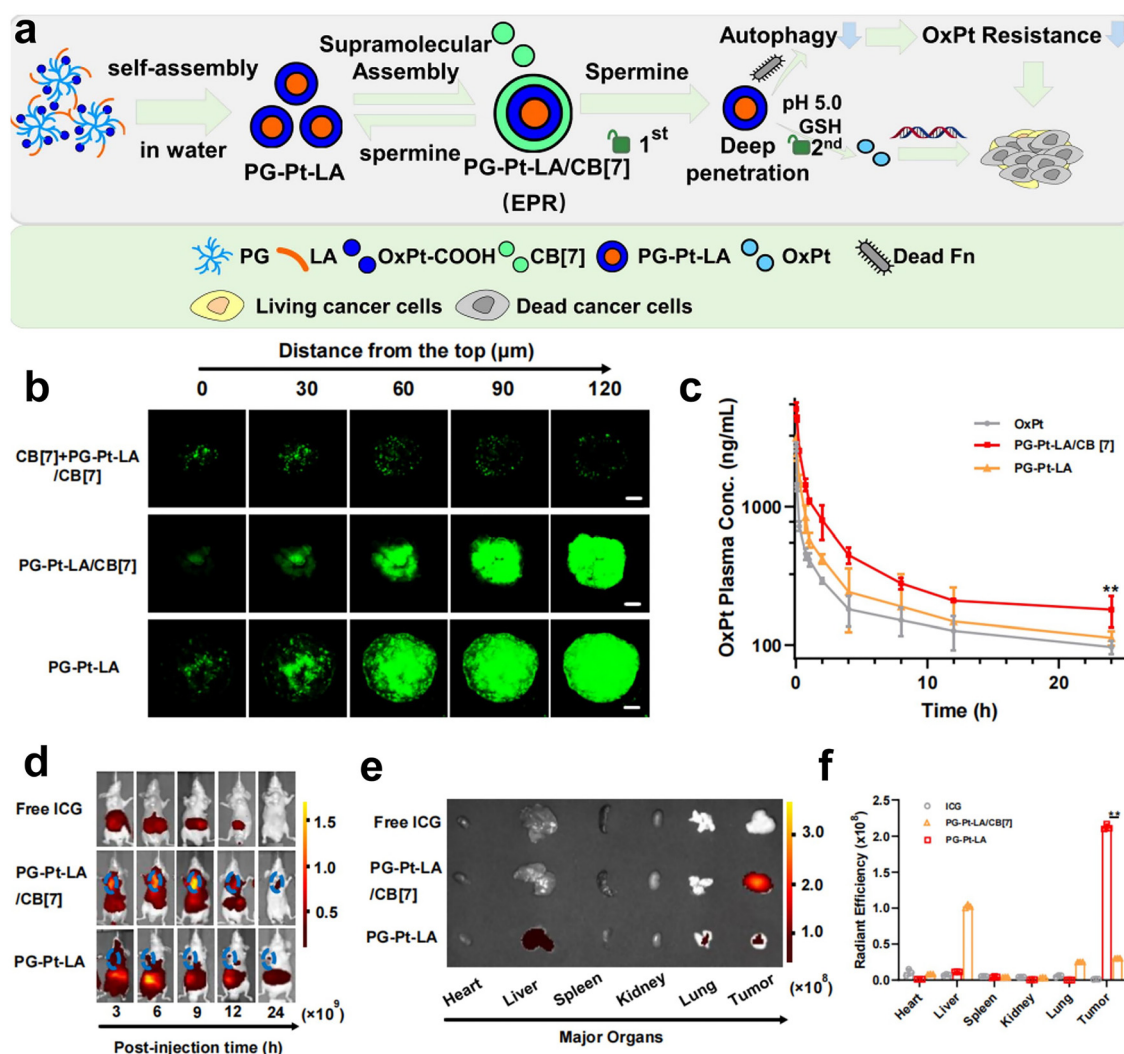 a
self-assembly
in water
PG-Pt-LA
Supramolecular
Assembly
spermine
PG-Pt-LA/CB[7]
(EPR)
Spermine
1st
Autophagy
OxPt Resistance
pH 5.0
GSH
2nd
Deep
penetration
PG
LA
OxPt-COOH
CB[7]
PG-Pt-LA
OxPt
Dead Fn
Living cancer cells
Dead cancer cells
b
Distance from the top (μm)
0 30 60 90 120
CB[7]+PG-Pt-LA
/CB[7]
PG-Pt-LA/CB[7]
PG-Pt-LA
c
OxPt Plasma Conc. (ng/mL)
1000
100
OxPt
PG-Pt-LA/CB [7]
PG-Pt-LA
**
0 10 20
Time (h)
d
Free ICG
PG-Pt-LA
/CB[7]
PG-Pt-LA
1.5
1.0
0.5
(×10⁹)
3 6 9 12 24
Post-injection time (h)
e
Free ICG
PG-Pt-LA
/CB[7]
PG-Pt-LA
3.0
2.0
1.0
(×10⁸)
Heart Liver Spleen Kidney Lung Tumor
Major Organs
f
Radiant Efficiency (×10⁸)
2.5
2.0
1.5
1.0
0.5
0.0
ICG
PG-Pt-LA/CB[7]
PG-Pt-LA
**
Heart Liver Spleen Kidney Lung Tumor